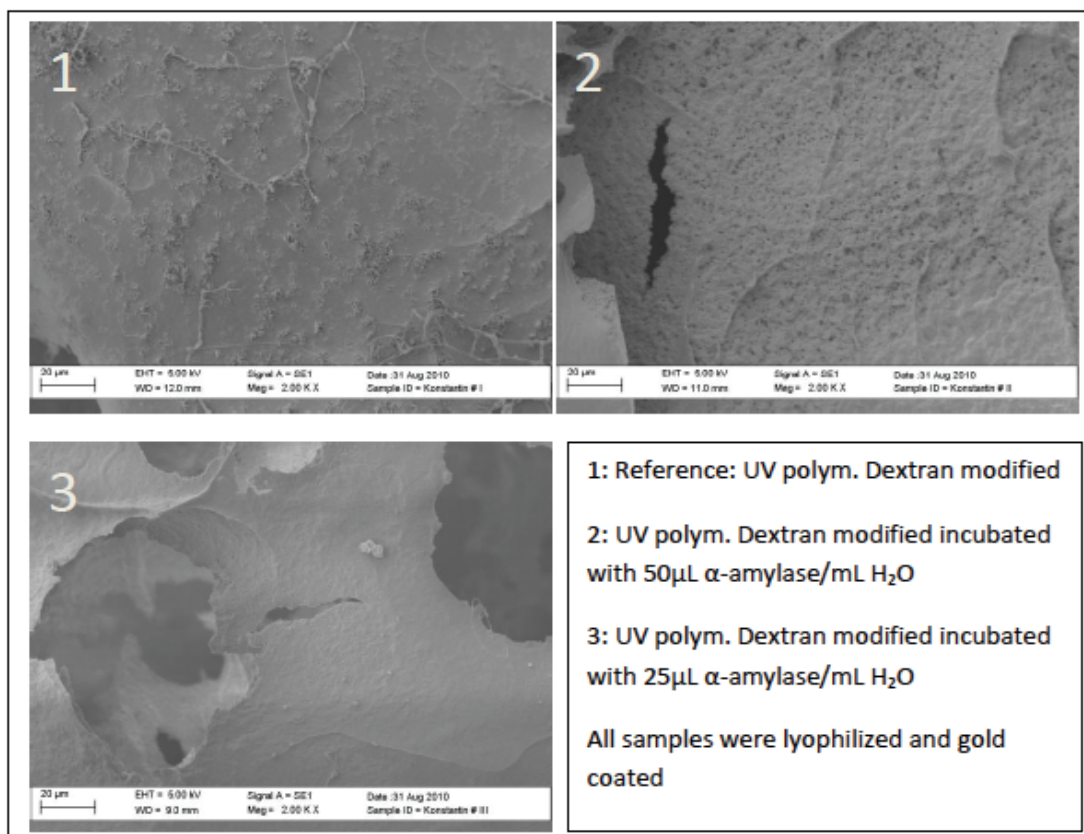 1
20 µm
EHT = 5.00 kV
Signal A = SE1
Date :31 Aug 2010
WD = 12.0 mm
Mag = 2.00 K X
Sample ID = Konstantin # I
2
20 µm
EHT = 5.00 kV
Signal A = SE1
Date :31 Aug 2010
WD = 11.0 mm
Mag = 2.00 K X
Sample ID = Konstantin # II
3
20 µm
EHT = 5.00 kV
Signal A = SE1
Date :31 Aug 2010
WD = 9.0 mm
Mag = 2.00 K X
Sample ID = Konstantin # III
1: Reference: UV polym. Dextran modified
2: UV polym. Dextran modified incubated
with 50µL α-amylase/mL H₂O
3: UV polym. Dextran modified incubated
with 25µL α-amylase/mL H₂O
All samples were lyophilized and gold
coated